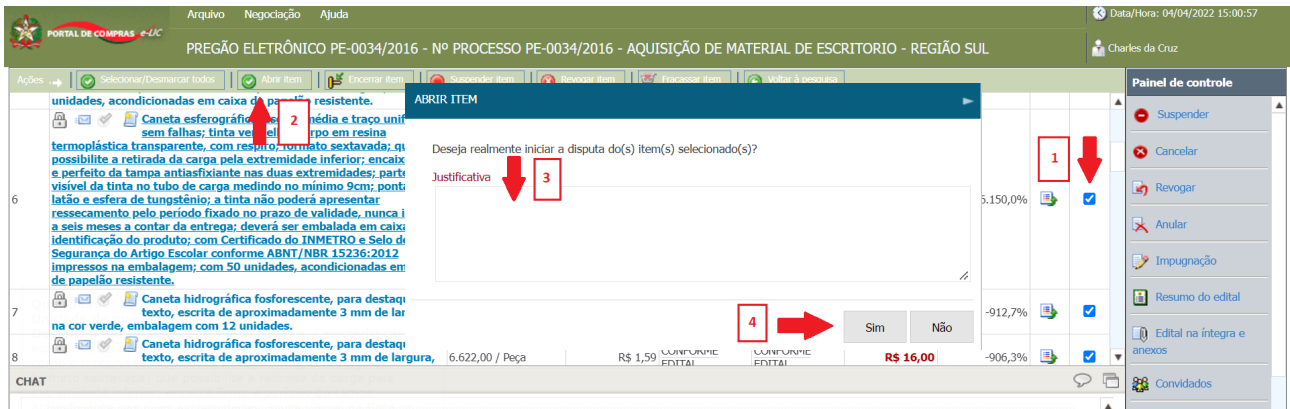 Arquivo Negociação Ajuda
Data/Hora: 04/04/2022 15:00:57
PORTAL DE COMPRAS e-LIC
PREGÃO ELETRÔNICO PE-0034/2016 - Nº PROCESSO PE-0034/2016 - AQUISIÇÃO DE MATERIAL DE ESCRITORIO - REGIÃO SUL
Charles da Cruz
Ações Selecionar/Desmarcar todos Abrir item Encerrar item Suspender item Revogar item Fracassar item Voltar à pesquisa
Painel de controle
unidades, acondicionadas em caixa de papelão resistente.
2
ABRIR ITEM
6
Caneta esferográfica média e traço
sem falhas; tinta corpo em resina
termoplástica transparente, com respiro; formato sextavada;
possibilite a retirada da carga pela extremidade inferior;
e perfeito da tampa antiasfixiante nas duas extremidades;
visível da tinta no tubo de carga medindo no mínimo 9cm;
latão e esfera de tungstênio; a tinta não poderá apresentar
ressecamento pelo período fixado no prazo de validade, nunca
a seis meses a contar da entrega; deverá ser embalada em
identificação do produto; com Certificado do INMETRO e Selo
Segurança do Artigo Escolar conforme ABNT/NBR 15236:2012
impressos na embalagem; com 50 unidades, acondicionadas em
de papelão resistente.
Deseja realmente iniciar a disputa do(s) item(s) selecionado(s)?
Justificativa
3
1
5.150,0%
7
Caneta hidrográfica fosforescente, para
texto, escrita de aproximadamente 3 mm de
na cor verde, embalagem com 12 unidades.
-912,7%
4
Sim Não
8
Caneta hidrográfica fosforescente, para
texto, escrita de aproximadamente 3 mm de largura,
6.622,00 / Peça R$ 1,59 CONFORME EDITAL CONFORME EDITAL R$ 16,00 -906,3%
CHAT
Suspender
Cancelar
Revogar
Anular
Impugnação
Resumo do edital
Edital na íntegra e
anexos
Convidados